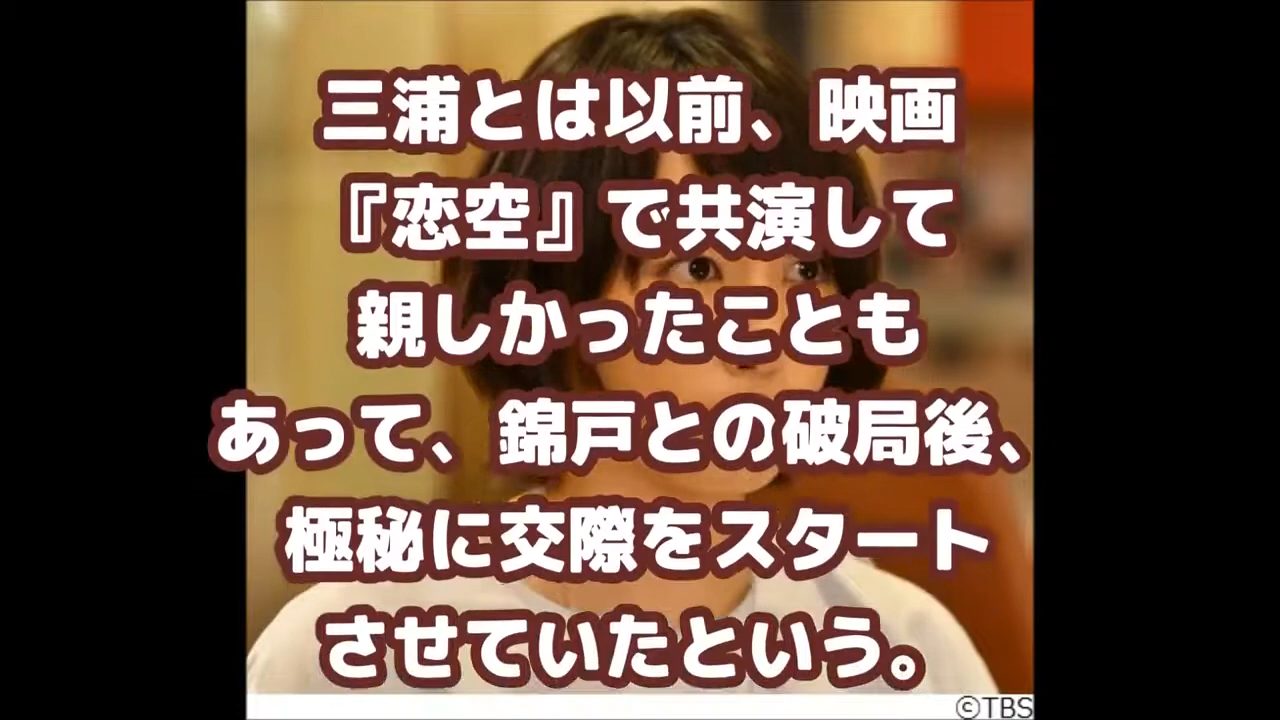 三浦とは以前、映画
『恋空』で共演して
親しかったことも
あって、錦戸との破局後、
極秘に交際をスタート
させていたという。
©TBS